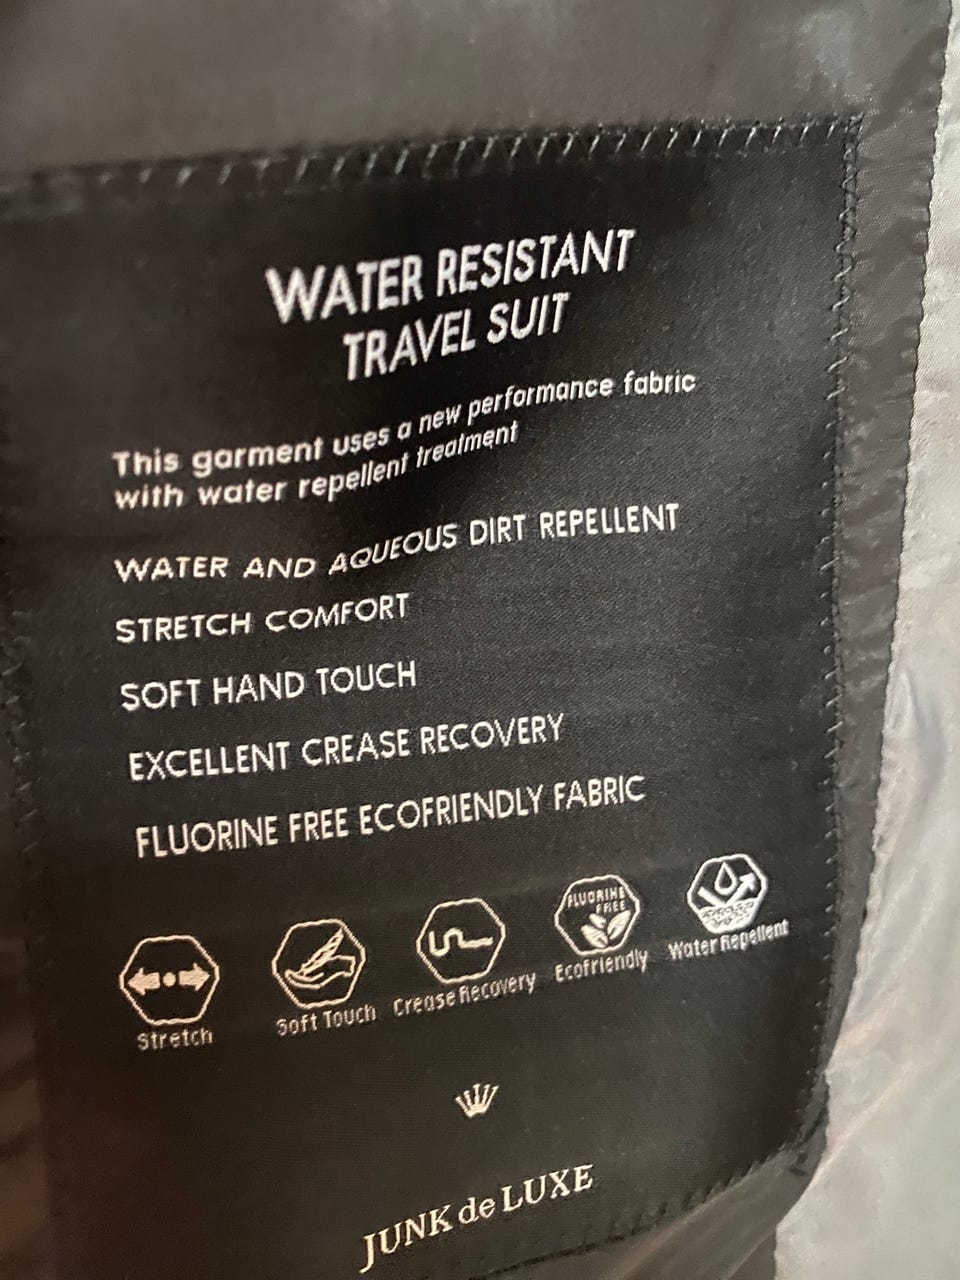 WATER RESISTANT
TRAVEL SUIT
This garment uses a new performance fabric
with water repellent treatment
WATER AND AQUEOUS DIRT REPELLENT
STRETCH COMFORT
SOFT HAND TOUCH
EXCELLENT CREASE RECOVERY
FLUORINE FREE ECOFRIENDLY FABRIC
FLUORINE
FREE
Stretch
Soft Touch
Crease Recovery
Ecofriendly
Water Repellent
JUNK de LUXE